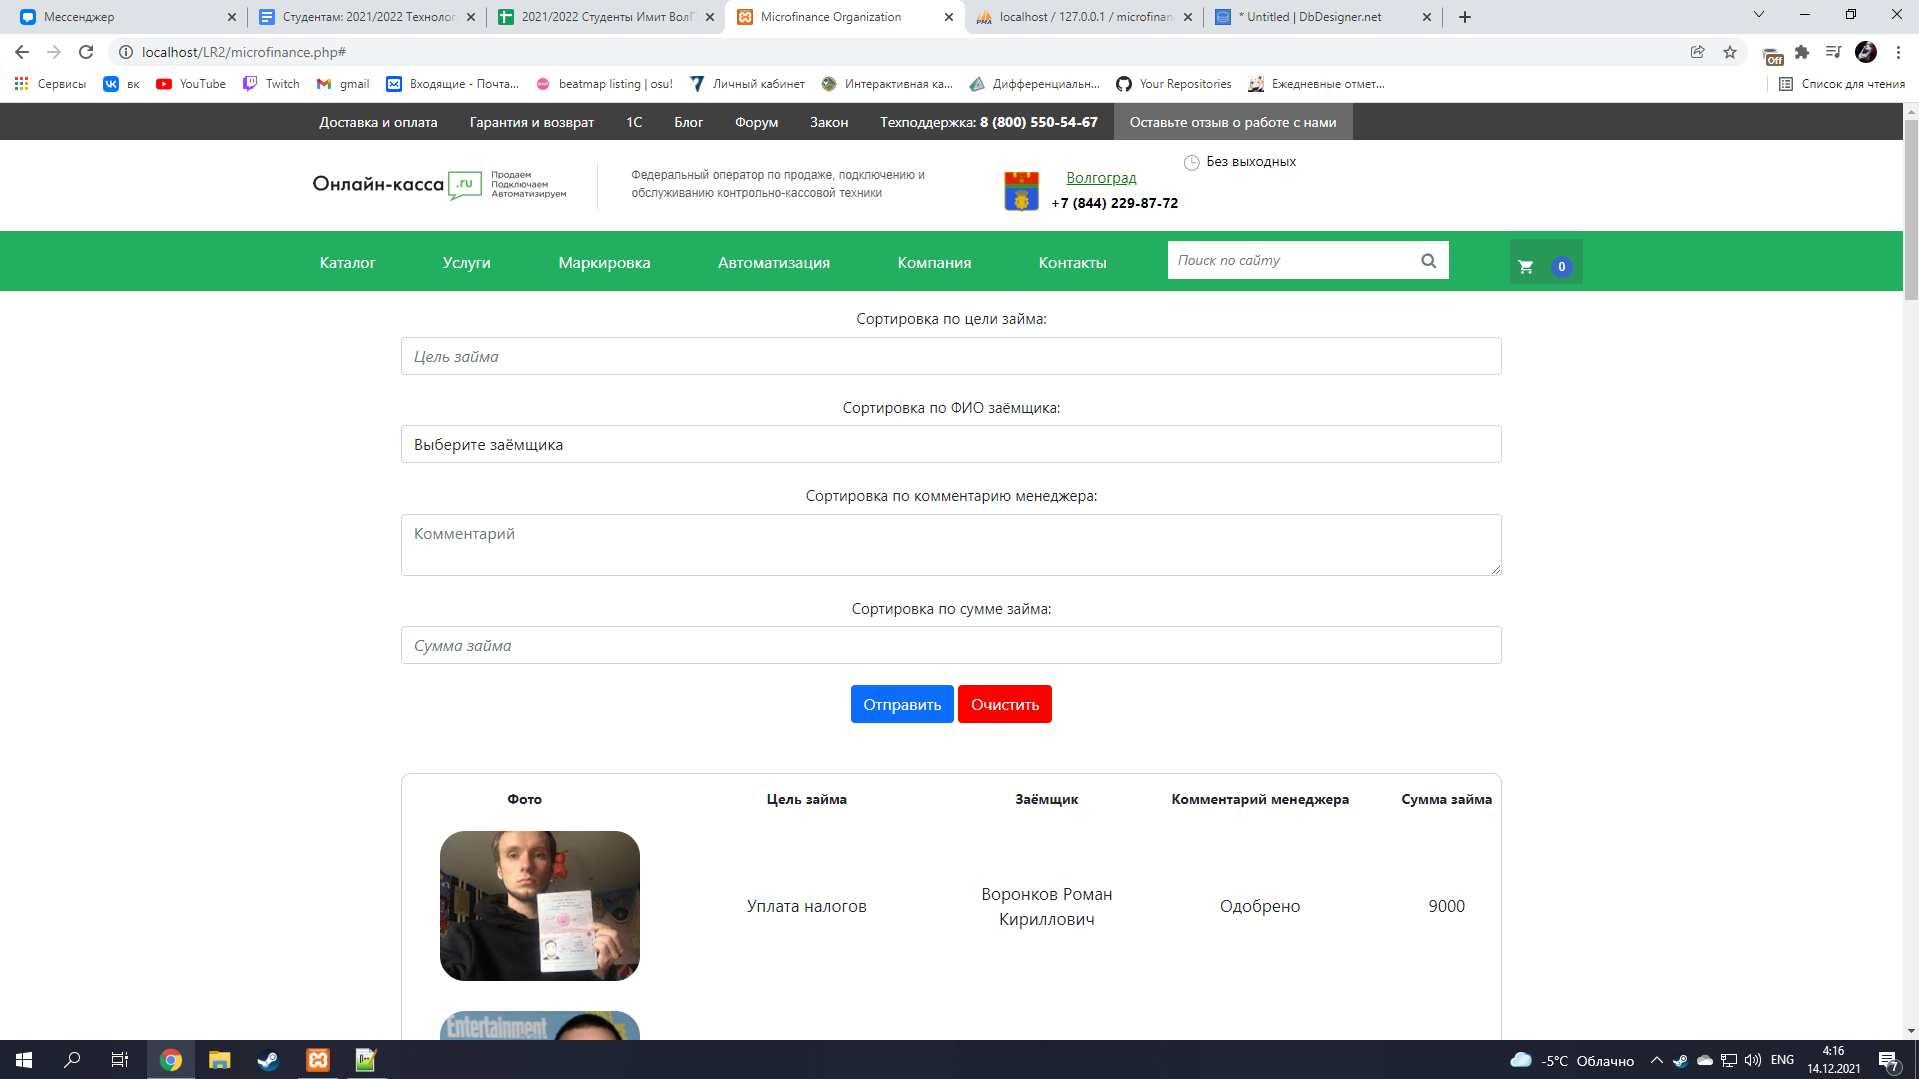 Мессенджер
Студентам: 2021/2022 Технолог
2021/2022 Студенты Имит ВолГ
Microfinance Organization
localhost / 127.0.0.1 / microfinan
* Untitled | DbDesigner.net
localhost/LR2/microfinance.php#
Off
Сервисы
вк
YouTube
Twitch
gmail
Входящие - Почта...
beatmap listing | osu!
Личный кабинет
Интерактивная ка...
Дифференциальн...
Your Repositories
Ежедневные отмет...
Список для чтения
Доставка и оплата
Гарантия и возврат
1С
Блог
Форум
Закон
Техподдержка: 8 (800) 550-54-67
Оставьте отзыв о работе с нами
Онлайн-касса .ru
Продаем
Подключаем
Автоматизируем
Федеральный оператор по продаже, подключению и
обслуживанию контрольно-кассовой техники
Волгоград
+7 (844) 229-87-72
Без выходных
Каталог
Услуги
Маркировка
Автоматизация
Компания
Контакты
Поиск по сайту
0
Сортировка по цели займа:
Цель займа
Сортировка по ФИО заёмщика:
Выберите заёмщика
Сортировка по комментарию менеджера:
Комментарий
Сортировка по сумме займа:
Сумма займа
Отправить
Очистить
Фото
Цель займа
Заёмщик
Комментарий менеджера
Сумма займа
Уплата налогов
Воронков Роман
Кириллович
Одобрено
9000
Entertainment
-5°C Облачно
ENG
4:16
14.12.2021
7